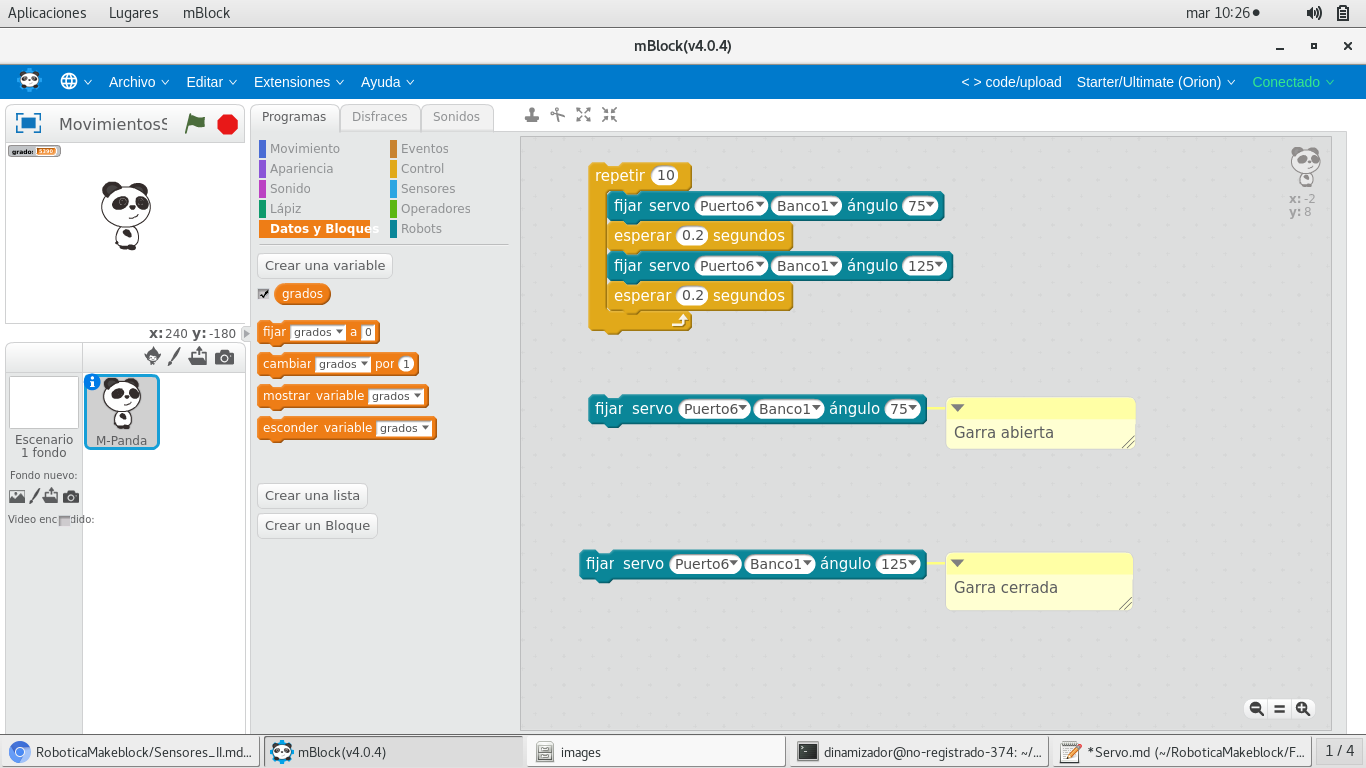 Aplicaciones Lugares mBlock mar 10:26
mBlock(v4.0.4)
Archivo Editar Extensiones Ayuda < > code/upload Starter/Ultimate (Orion) Conectado
MovimientosS
Programas Disfraces Sonidos
Movimiento Eventos
Apariencia Control
Sonido Sensores
Lápiz Operadores
Datos y Bloques Robots
Crear una variable
grados
fijar grados a 0
cambiar grados por 1
mostrar variable grados
esconder variable grados
Crear una lista
Crear un Bloque
grado:
x: 240 y: -180
Escenario
1 fondo
Fondo nuevo:
M-Panda
repetir 10
fijar servo Puerto6 Banco1 ángulo 75
esperar 0.2 segundos
fijar servo Puerto6 Banco1 ángulo 125
esperar 0.2 segundos
x: -2
y: 8
fijar servo Puerto6 Banco1 ángulo 75
Garra abierta
fijar servo Puerto6 Banco1 ángulo 125
Garra cerrada
RoboticaMakeblock/Sensores_II.md... mBlock(v4.0.4) images dinamizador@no-registrado-374: ~/... *Servo.md (~/RoboticaMakeblock/F... 1 / 4